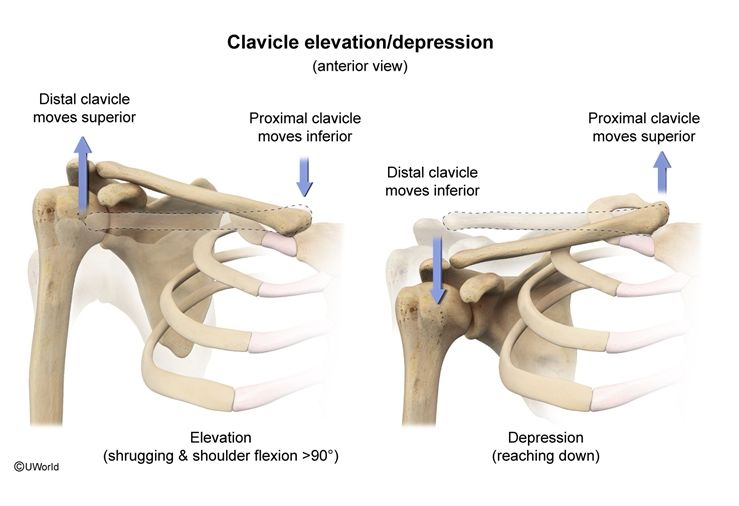 Clavicle elevation/depression
(anterior view)
Distal clavicle
moves superior
Proximal clavicle
moves inferior
Distal clavicle
moves inferior
Proximal clavicle
moves superior
Elevation
(shrugging & shoulder flexion >90°)
Depression
(reaching down)
©UWorld